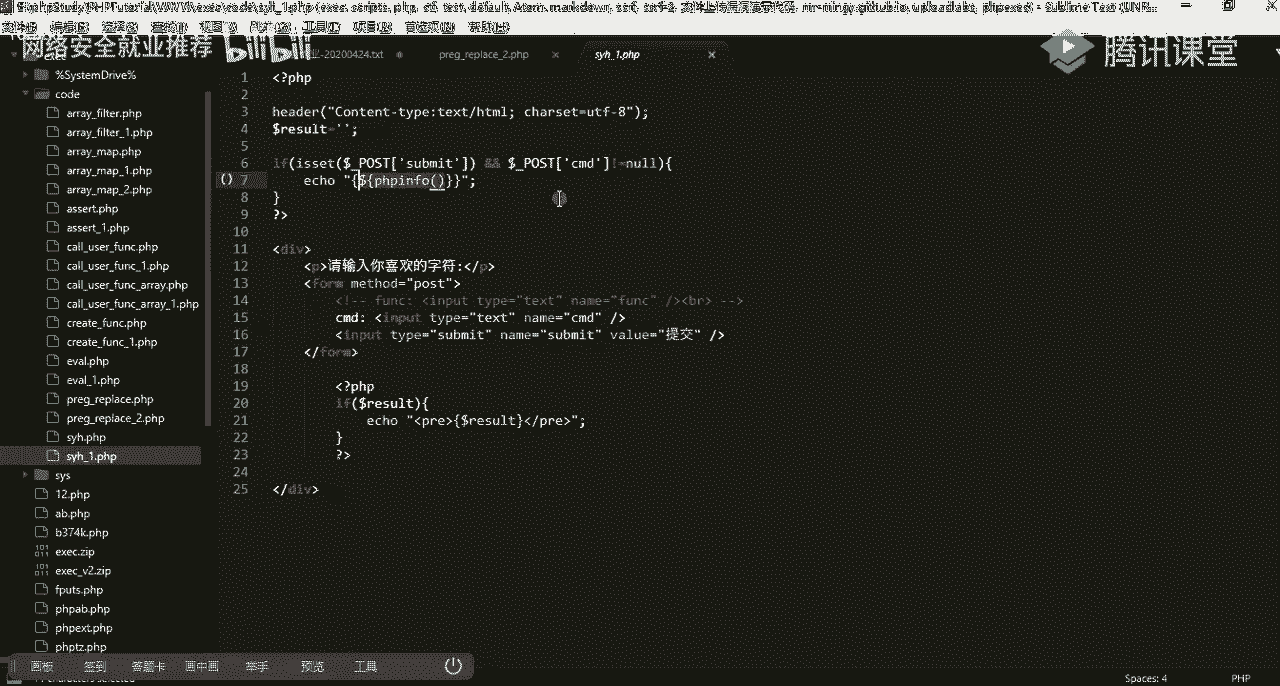 网络安全就业推荐 bilibili
腾讯课堂
-20200424.txt
preg_replace_2.php
syh_1.php
%SystemDrive%
code
array_filter.php
array_filter_1.php
array_map.php
array_map_1.php
array_map_2.php
assert.php
assert_1.php
call_user_func.php
call_user_func_1.php
call_user_func_array.php
call_user_func_array_1.php
create_func.php
create_func_1.php
eval.php
eval_1.php
preg_replace.php
preg_replace_2.php
syh.php
syh_1.php
sys
12.php
ab.php
b374k.php
exec.zip
exec_v2.zip
fputs.php
phpab.php
phpext.php
phptz.php
1 <?php
2
3 header("Content-type:text/html; charset=utf-8");
4 $result='';
5
6 if(isset($_POST['submit']) && $_POST['cmd']!=null){
7 echo "{${phpinfo()}}";
8 }
9 ?>
10
11 <div>
12 <p>请输入你喜欢的字符:</p>
13 <form method="post">
14 <!-- func: <input type="text" name="func" /><br> -->
15 cmd: <input type="text" name="cmd" />
16 <input type="submit" name="submit" value="提交" />
17 </form>
18
19 <?php
20 if($result){
21 echo "<pre>{$result}</pre>";
22 }
23 ?>
24
25 </div>
画板 签到 答题卡 画中画 举手 预览 工具
Spaces: 4 PHP